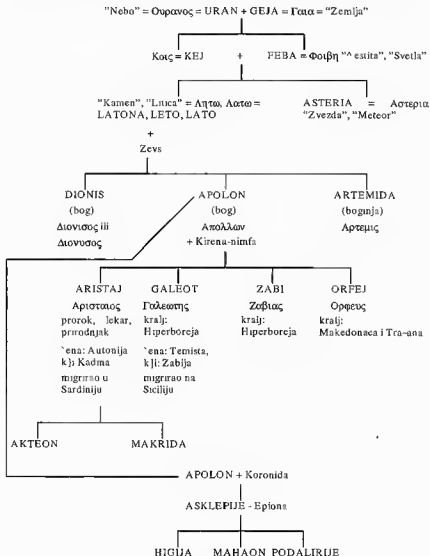 "Nebo" = Ουρανος = URAN + GEJA = Γαια = "Zemlja"
Κοις = KEJ + FEBA = Φοιβη "^ estita", "Svetla"
"Kamen", "Litica" = Λητω, Λατω =
LATONA, LETO, LATO
ASTERIA = Αστερια
"Zvezda", "Meteor"
+
Zevs
DIONIS
(bog)
Διονισος ili
Διονυσος
APOLON
(bog)
Απολλων
+ Kirena-nimfa
ARTEMIDA
(boginja)
Αρτεμις
ARISTAJ
Αρισταιος
prorok, lekar,
prirodnjak
`ena: Autonija
k}i Kadma
migrirao u
Sardiniju
GALEOT
Γαλεωτης
kralj:
Hiperboreja
`ena: Temista,
k}i: Zabija
migrirao na
Siciliju
ZABI
Ζαβιας
kralj:
Hiperboreja
ORFEJ
Ορφευς
kralj:
Makedonaca i Tra~ana
AKTEON
MAKRIDA
APOLON + Koronida
ASKLEPIJE - Epiona
HIGIJA MAHAON PODALIRIJE